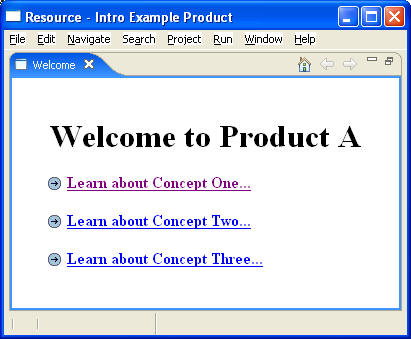 Resource - Intro Example Product
File Edit Navigate Search Project Run Window Help
Welcome
Welcome to Product A
Learn about Concept One...
Learn about Concept Two...
Learn about Concept Three...